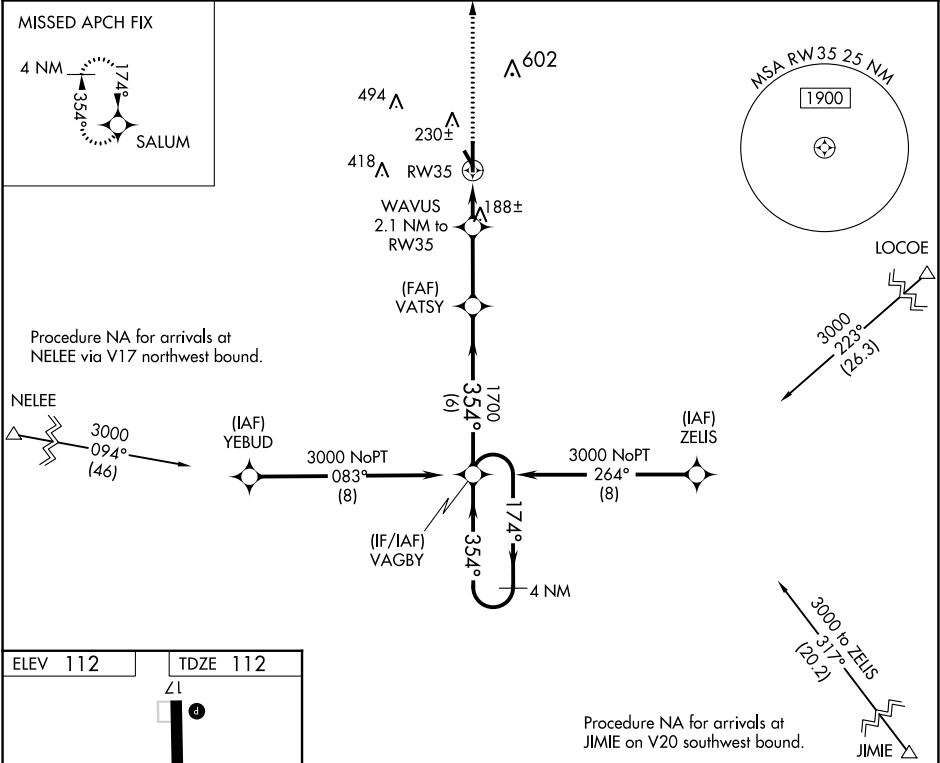 MISSED APCH FIX
4 NM
174°
354°
SALUM
602
494
230±
418
RW35
WAVUS
2.1 NM to
RW35
188±
MSA RW35 25 NM
1900
LOCOE
3000
223°
(26.3)
(FAF)
VATSY
Procedure NA for arrivals at
NELEE via V17 northwest bound.
NELEE
3000
094°
(46)
(IAF)
YEBUD
3000 NoPT
083°
(8)
1700
354°
(6)
(IAF)
ZELIS
3000 NoPT
264°
(8)
(IF/IAF)
VAGBY
354°
174°
4 NM
3000 to ZELIS
317°
(20.2)
JIMIE
Procedure NA for arrivals at
JIMIE on V20 southwest bound.
ELEV 112
TDZE 112
17
P